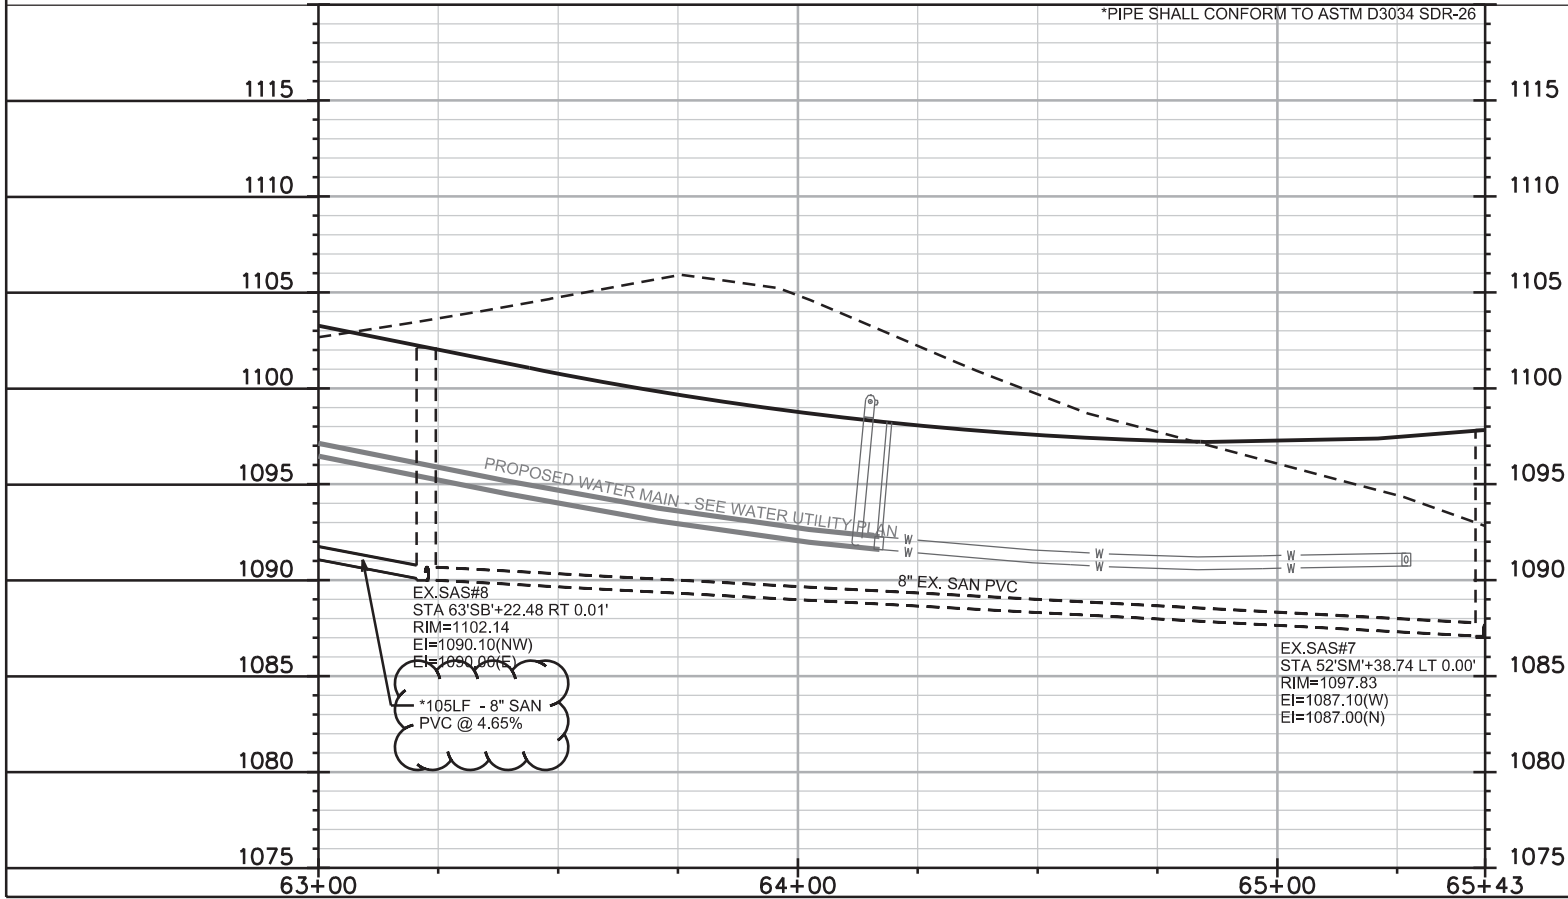 *PIPE SHALL CONFORM TO ASTM D3034 SDR-26
1115 1115
1110 1110
1105 1105
1100 1100
1095 1095
PROPOSED WATER MAIN - SEE WATER UTILITY PLAN
W
W
W
W
W
W
1090 1090
8" EX. SAN PVC
EX.SAS#8
STA 63'SB'+22.48 RT 0.01'
RIM=1102.14
EI=1090.10(NW)
EI=1090.00(E)
1085 1085
EX.SAS#7
STA 52'SM'+38.74 LT 0.00'
RIM=1097.83
EI=1087.10(W)
EI=1087.00(N)
*105LF - 8" SAN
PVC @ 4.65%
1080 1080
1075 1075
63+00 64+00 65+00 65+43